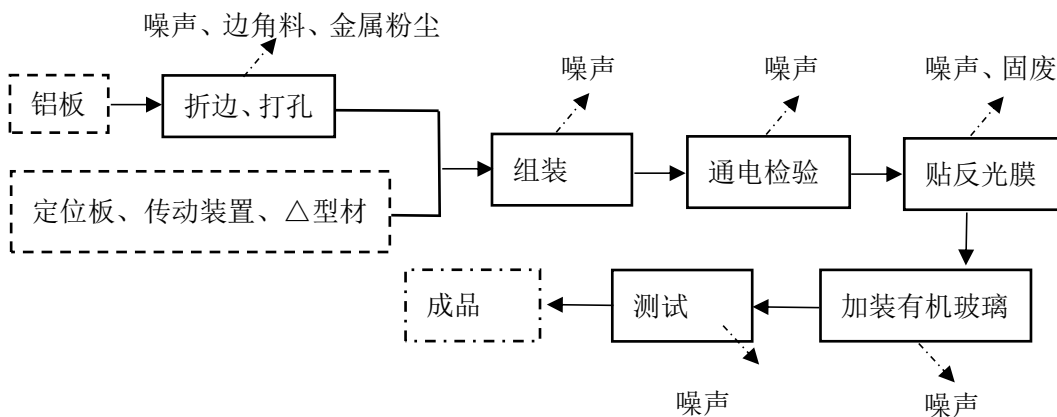 噪声、边角料、金属粉尘
噪声
噪声
噪声、固废
铝板
折边、打孔
组装
通电检验
贴反光膜
定位板、传动装置、△型材
成品
测试
加装有机玻璃
噪声
噪声